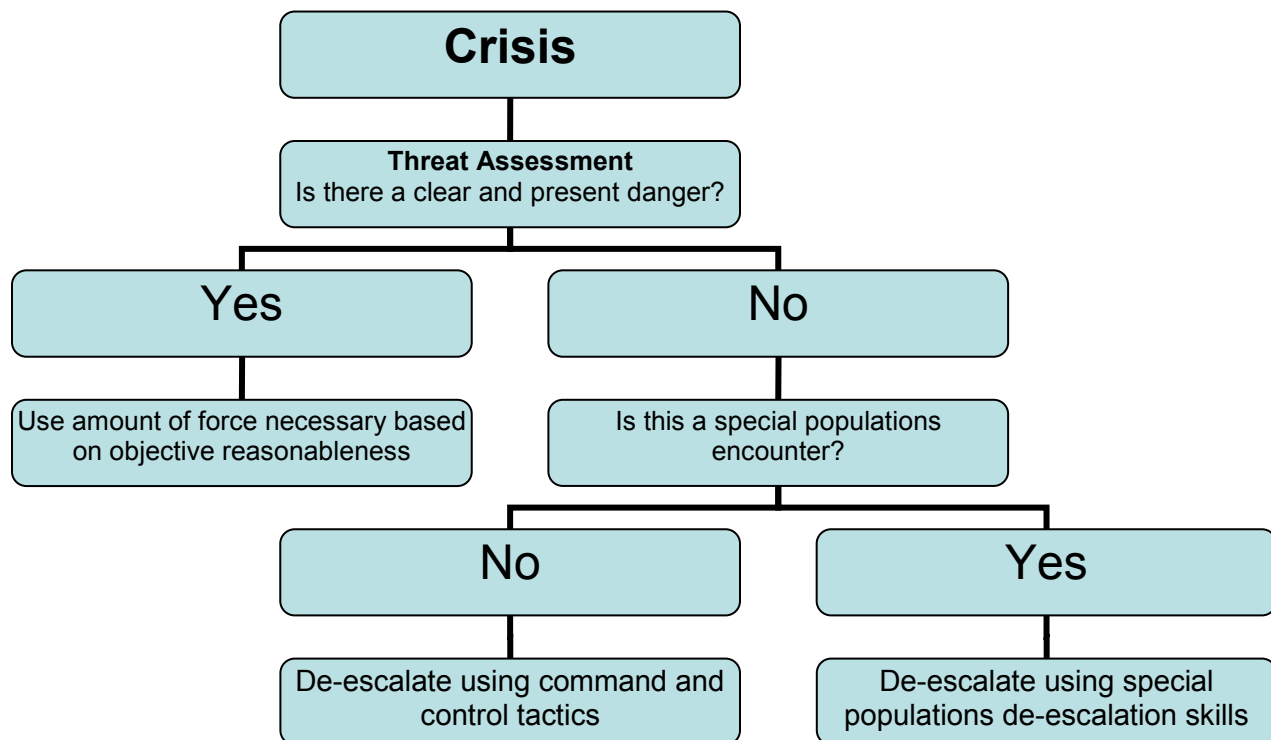 Crisis
Threat Assessment
Is there a clear and present danger?
Yes
No
Use amount of force necessary based
on objective reasonableness
Is this a special populations
encounter?
No
Yes
De-escalate using command and
control tactics
De-escalate using special
populations de-escalation skills